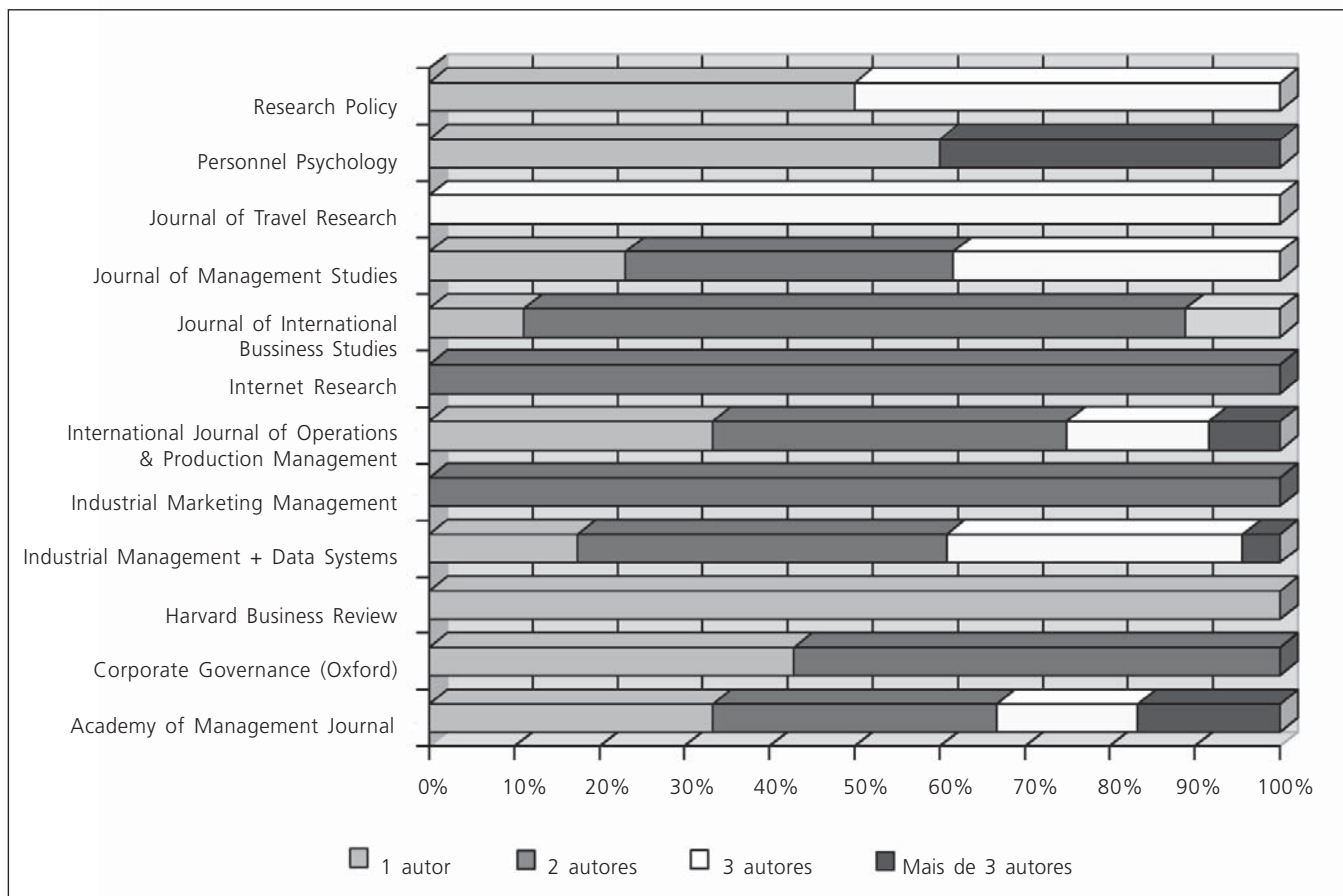 Research Policy
Personnel Psychology
Journal of Travel Research
Journal of Management Studies
Journal of International
Bussiness Studies
Internet Research
International Journal of Operations
& Production Management
Industrial Marketing Management
Industrial Management + Data Systems
Harvard Business Review
Corporate Governance (Oxford)
Academy of Management Journal
0% 10% 20% 30% 40% 50% 60% 70% 80% 90% 100%
1 autor 2 autores 3 autores Mais de 3 autores